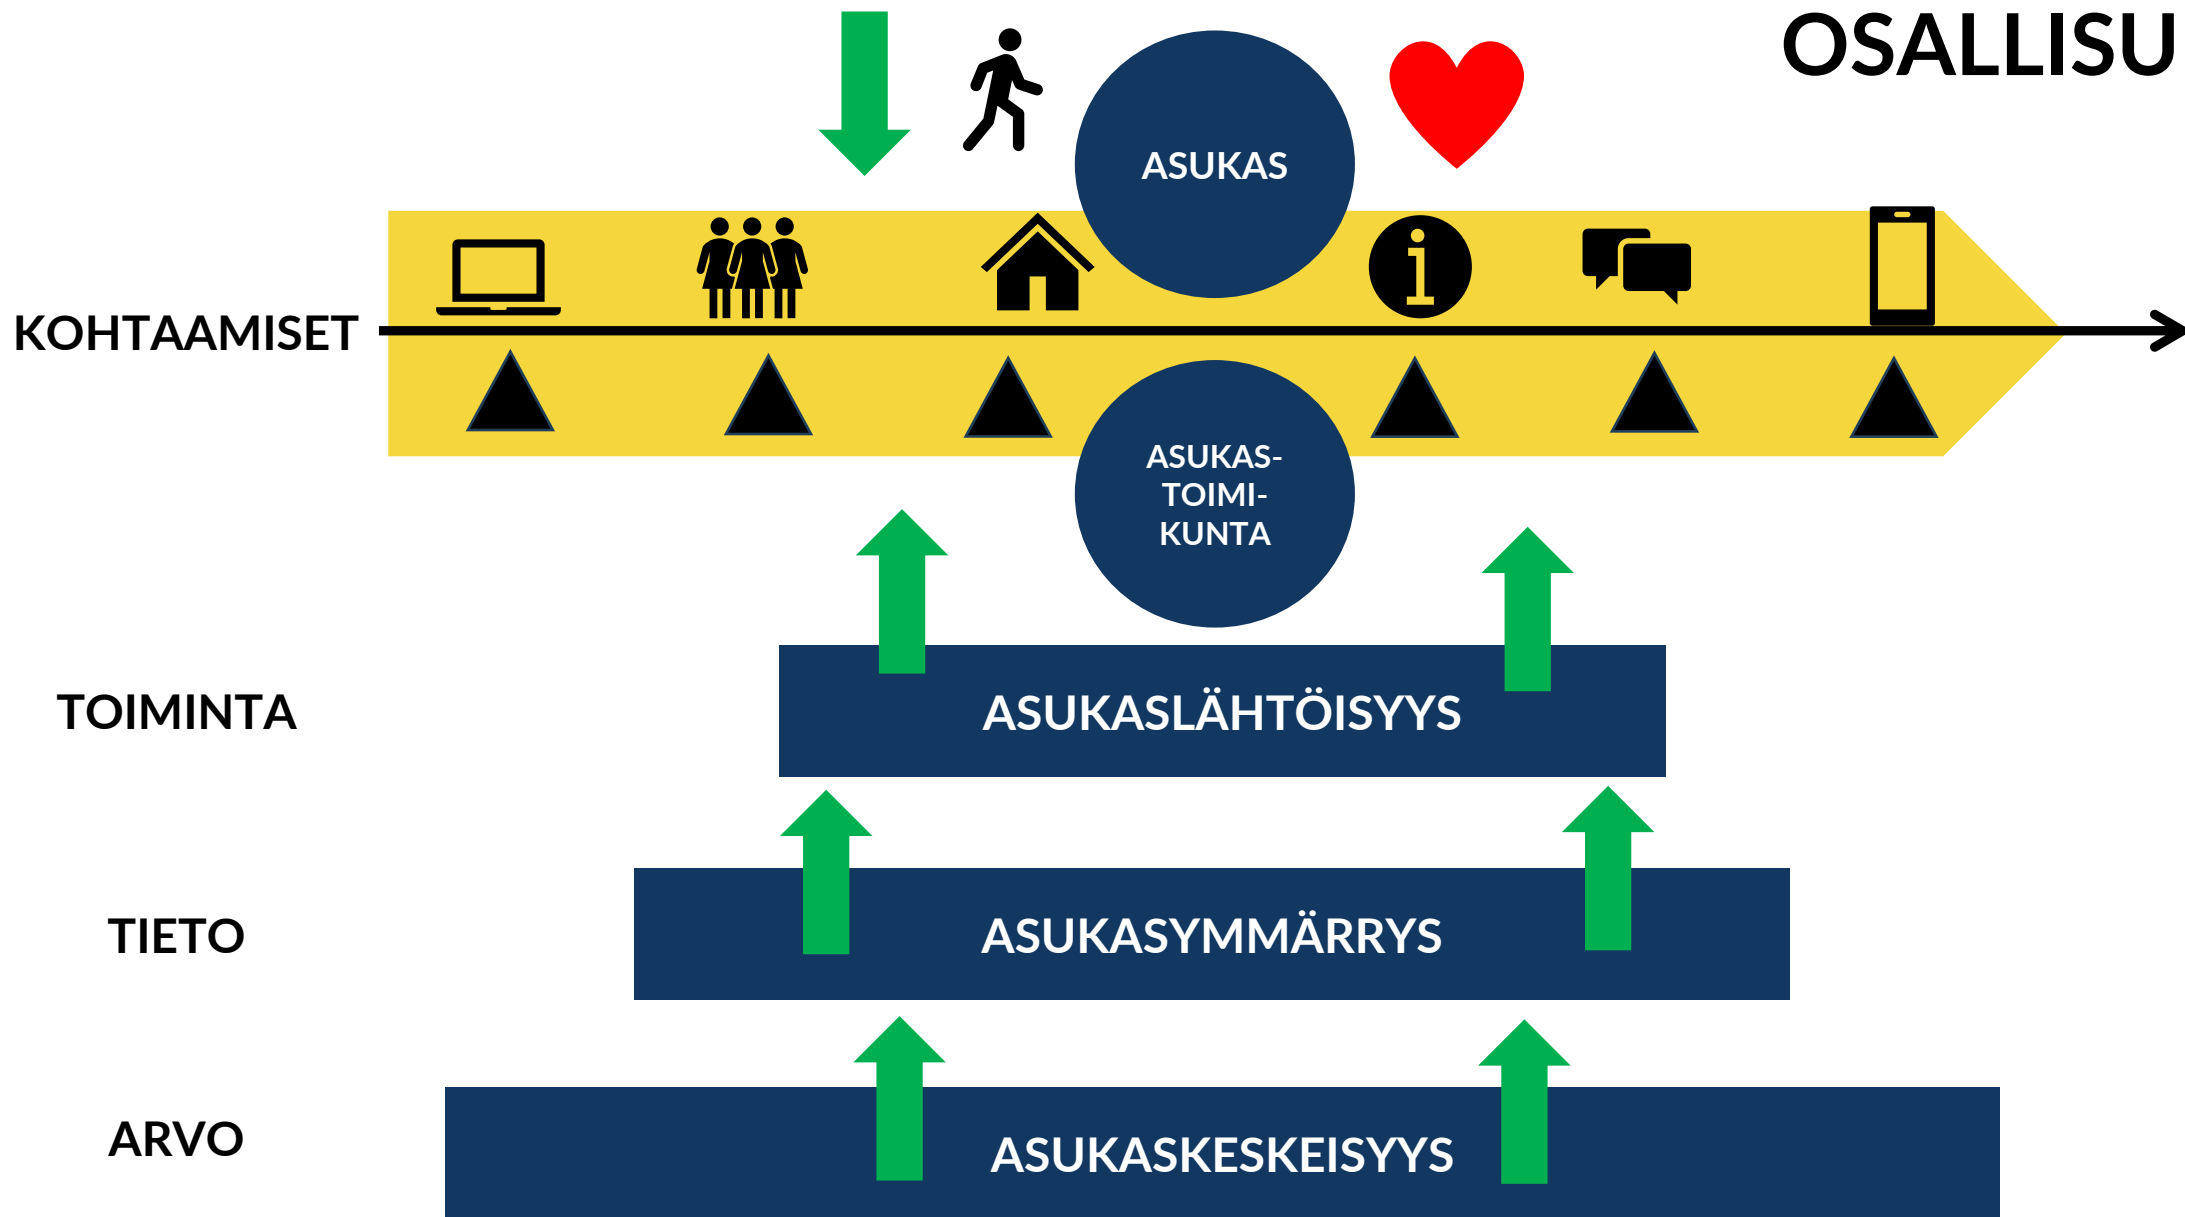 OSALLISU
ASUKAS
KOHTAAMISET
ASUKAS-
TOIMI-
KUNTA
TOIMINTA
ASUKASLÄHTÖISYYS
TIETO
ASUKASYMMÄRRYS
ARVO
ASUKASKESKEISYYS